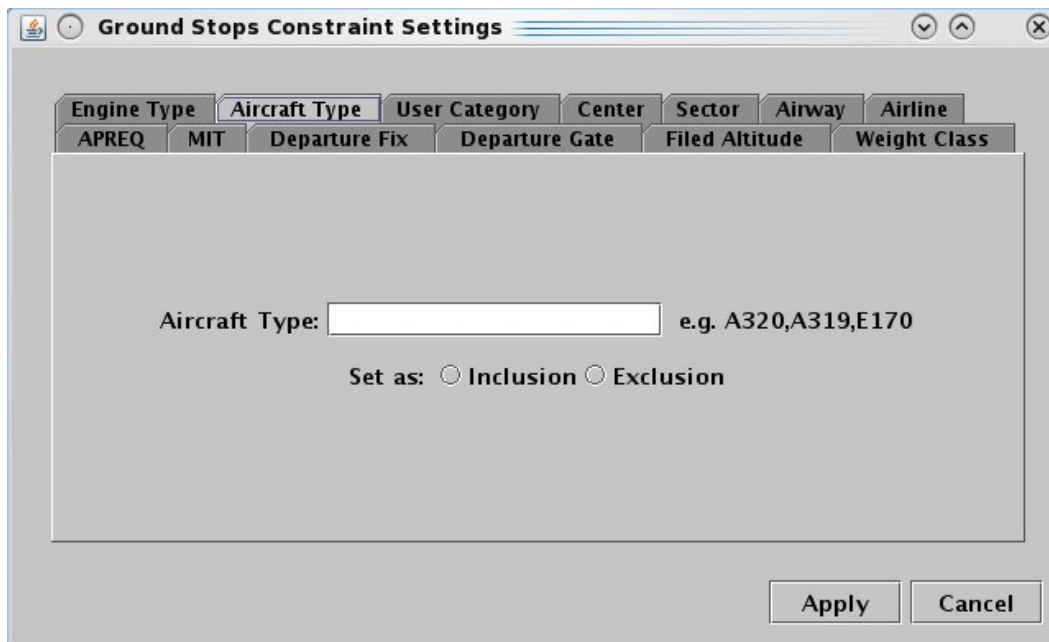 Ground Stops Constraint Settings
Engine Type Aircraft Type User Category Center Sector Airway Airline
APREQ MIT Departure Fix Departure Gate Filed Altitude Weight Class
Aircraft Type: e.g. A320,A319,E170
Set as: Inclusion Exclusion
Apply Cancel